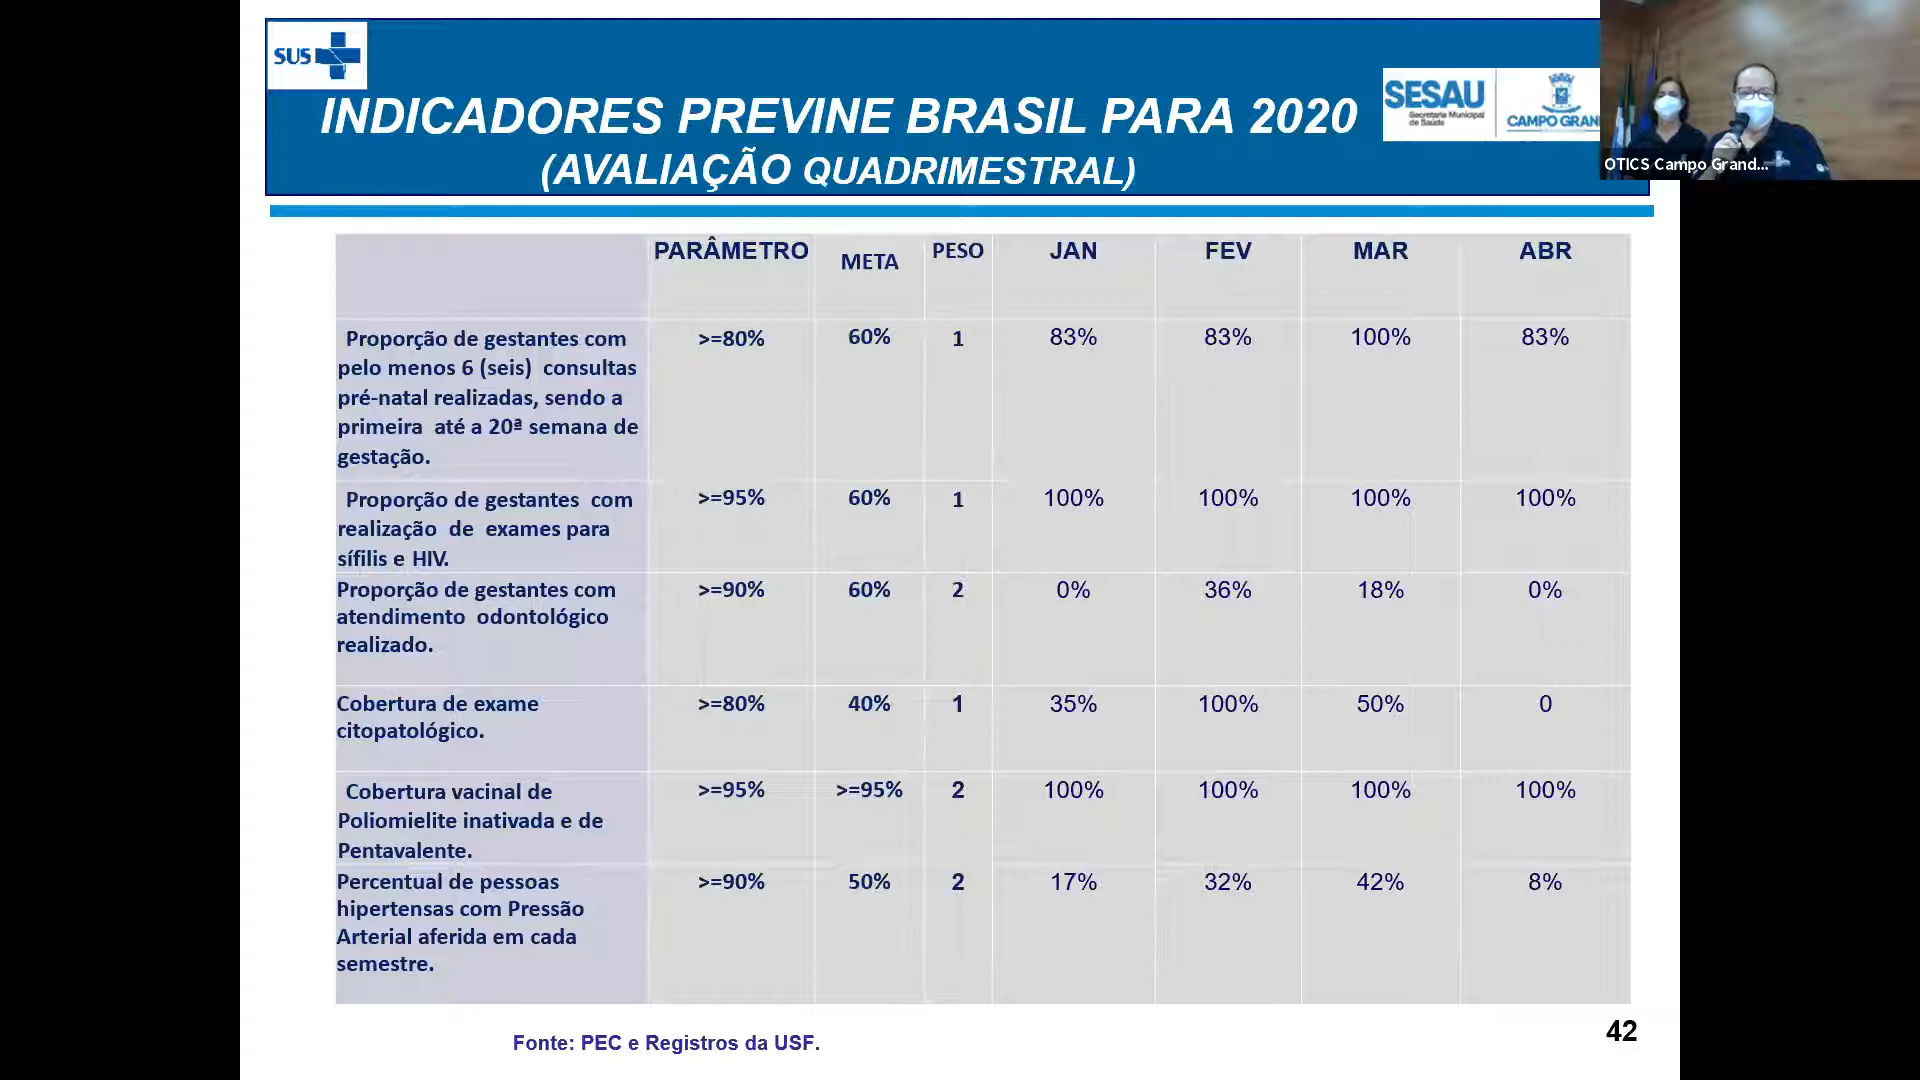 SUS
INDICADORES PREVINE BRASIL PARA 2020
(AVALIAÇÃO QUADRIMESTRAL)
SESAU
Secretaria Municipal
de Saúde
CAMPO GRAN
OTICS Campo Grand...
PARÂMETRO META PESO JAN FEV MAR ABR
Proporção de gestantes com >=80% 60% 1 83% 83% 100% 83%
pelo menos 6 (seis) consultas
pré-natal realizadas, sendo a
primeira até a 20ª semana de
gestação.
Proporção de gestantes com >=95% 60% 1 100% 100% 100% 100%
realização de exames para
sífilis e HIV.
Proporção de gestantes com >=90% 60% 2 0% 36% 18% 0%
atendimento odontológico
realizado.
Cobertura de exame >=80% 40% 1 35% 100% 50% 0
citopatológico.
Cobertura vacinal de >=95% >=95% 2 100% 100% 100% 100%
Poliomielite inativada e de
Pentavalente.
Percentual de pessoas >=90% 50% 2 17% 32% 42% 8%
hipertensas com Pressão
Arterial aferida em cada
semestre.
Fonte: PEC e Registros da USF.
42